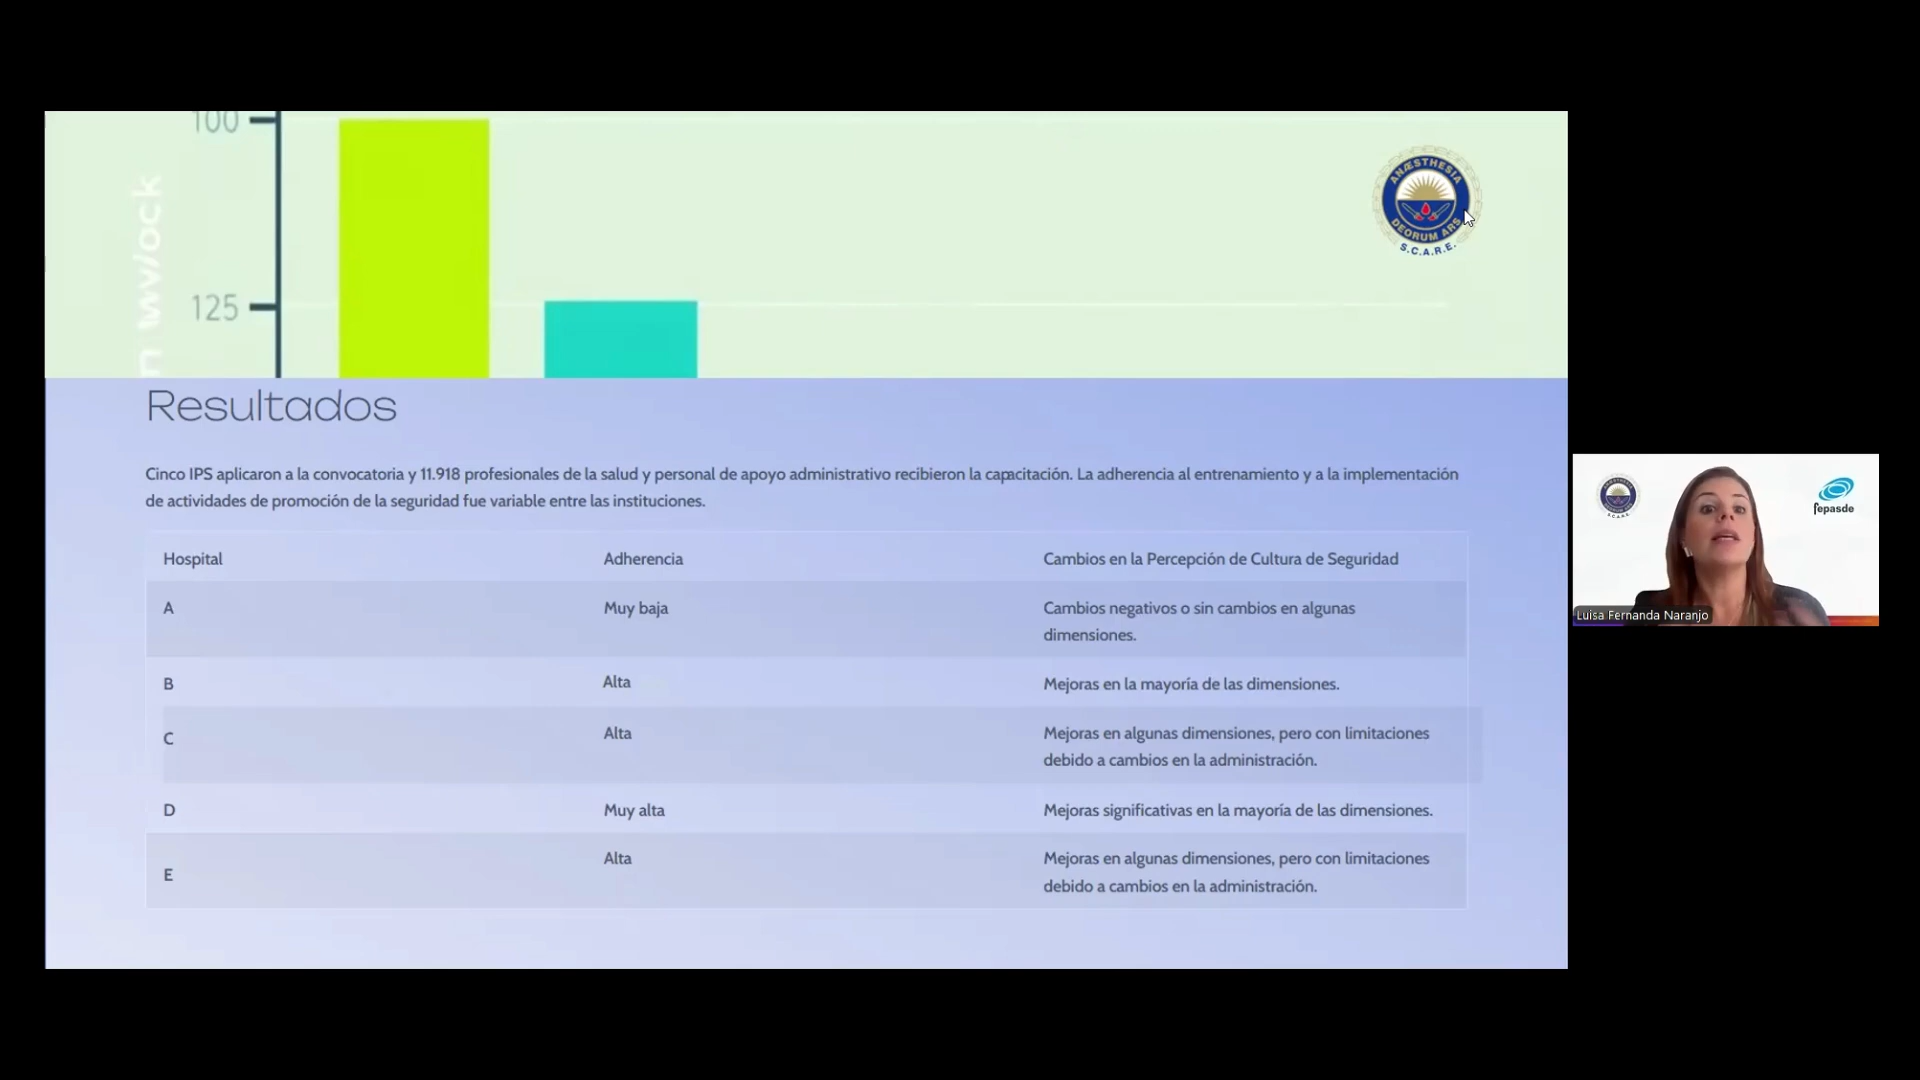 100
125
n w/ock
ANÆSTHESIA
DEORUM ARS
S.C.A.R.E.
Resultados
Cinco IPS aplicaron a la convocatoria y 11.918 profesionales de la salud y personal de apoyo administrativo recibieron la capacitación. La adherencia al entrenamiento y a la implementación
de actividades de promoción de la seguridad fue variable entre las instituciones.
Hospital Adherencia Cambios en la Percepción de Cultura de Seguridad
A Muy baja Cambios negativos o sin cambios en algunas
dimensiones.
B Alta Mejoras en la mayoría de las dimensiones.
C Alta Mejoras en algunas dimensiones, pero con limitaciones
debido a cambios en la administración.
D Muy alta Mejoras significativas en la mayoría de las dimensiones.
E Alta Mejoras en algunas dimensiones, pero con limitaciones
debido a cambios en la administración.
fepasde
Luisa Fernanda Naranjo